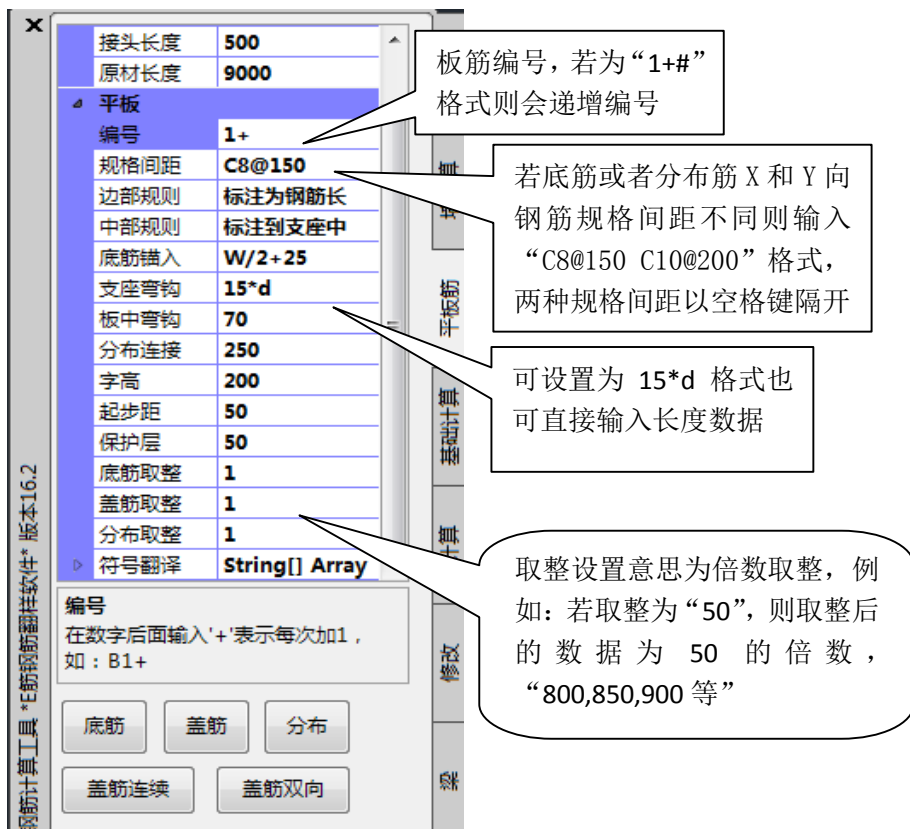 接头长度 500
原材长度 9000
平板
编号 1+
规格间距 C8@150
边部规则 标注为钢筋长
中部规则 标注到支座中
底筋锚入 W/2+25
支座弯钩 15*d
板中弯钩 70
分布连接 250
字高 200
起步距 50
保护层 50
底筋取整 1
盖筋取整 1
分布取整 1
符号翻译 String[] Array
编号
在数字后面输入'+'表示每次加1，
如：B1+
底筋 盖筋 分布
盖筋连续 盖筋双向
钢筋计算工具 *E筋钢筋翻样软件* 版本16.2
平板筋
基础计算
修改
梁
板筋编号，若为“1+#”
格式则会递增编号
若底筋或者分布筋 X 和 Y 向
钢筋规格间距不同则输入
“C8@150 C10@200”格式，
两种规格间距以空格键隔开
可设置为 15*d 格式也
可直接输入长度数据
取整设置意思为倍数取整，例
如：若取整为“50”，则取整后
的数据为 50 的倍数，
“800,850,900 等”